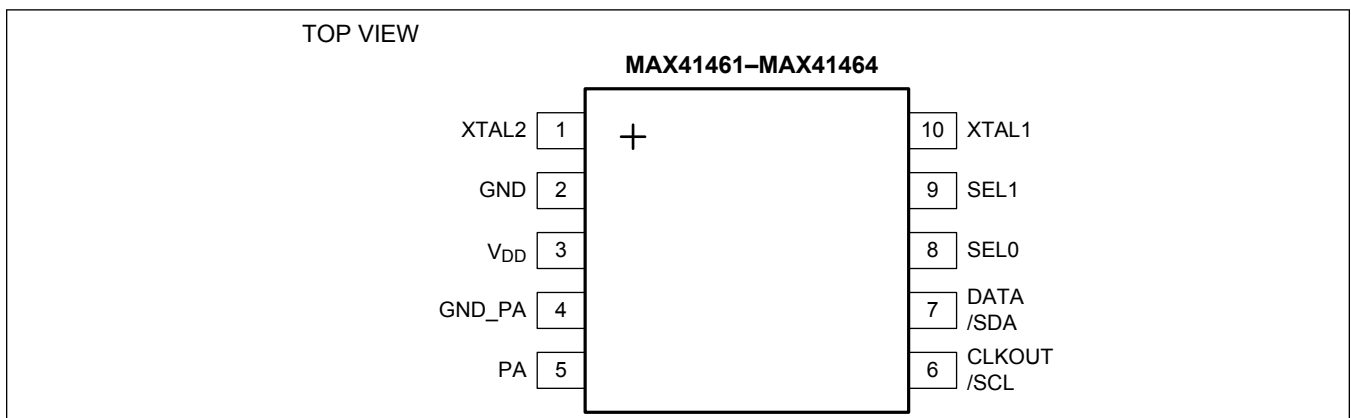 TOP VIEW
MAX41461–MAX41464
XTAL2 1
GND 2
VDD 3
GND_PA 4
PA 5
+
10 XTAL1
9 SEL1
8 SEL0
7 DATA
/SDA
6 CLKOUT
/SCL